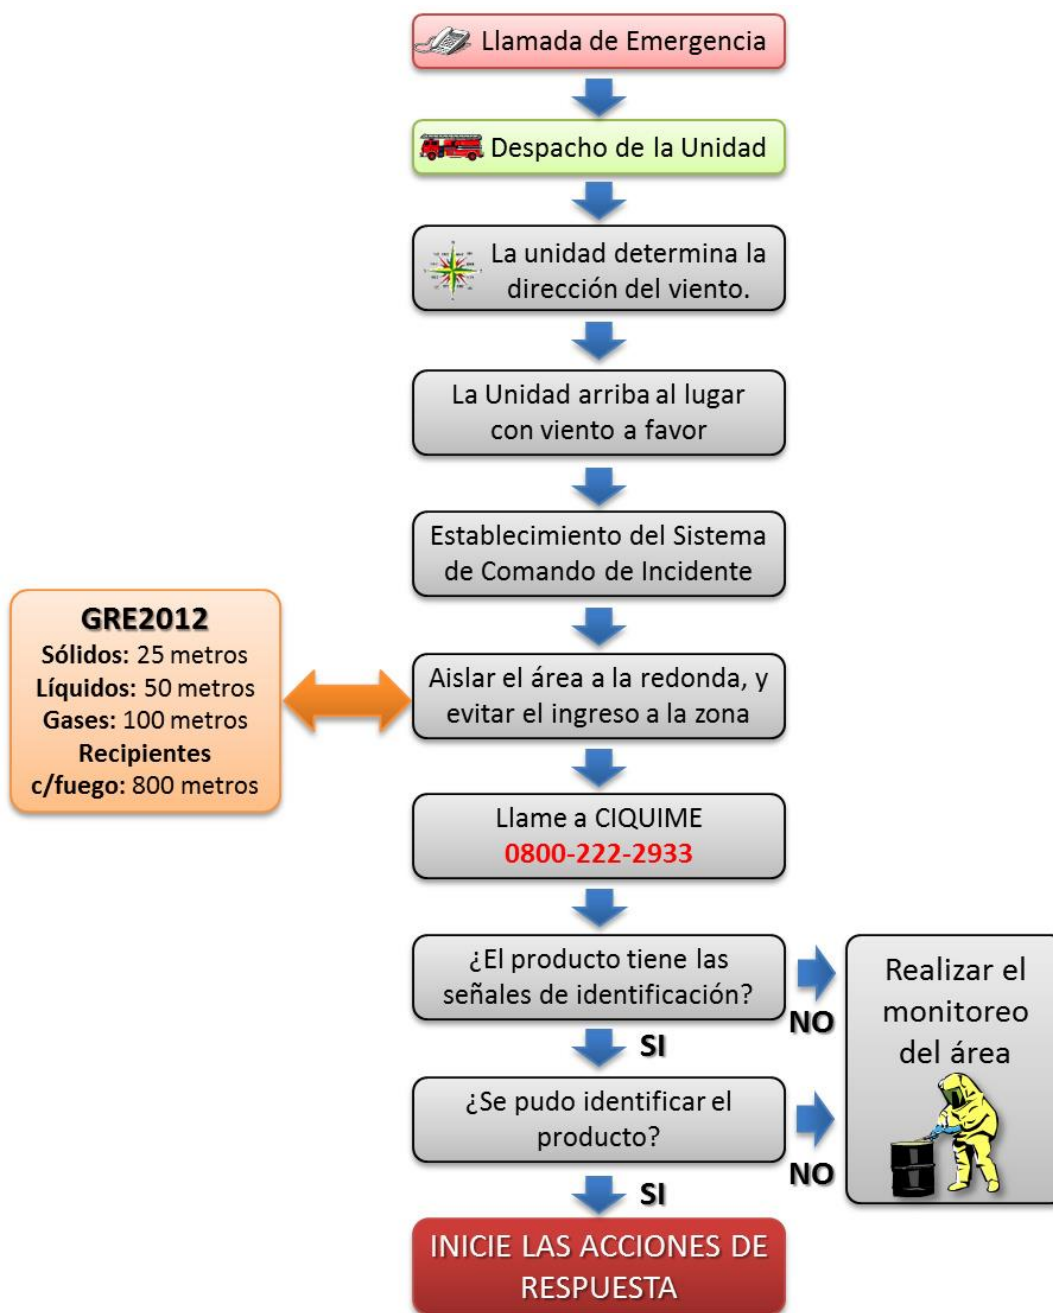 Llamada de Emergencia
Despacho de la Unidad
La unidad determina la
dirección del viento.
La Unidad arriba al lugar
con viento a favor
Establecimiento del Sistema
de Comando de Incidente
GRE2012
Sólidos: 25 metros
Líquidos: 50 metros
Gases: 100 metros
Recipientes
c/fuego: 800 metros
Aislar el área a la redonda, y
evitar el ingreso a la zona
Llame a CIQUIME
0800-222-2933
¿El producto tiene las
señales de identificación?
NO
SI
Realizar el
monitoreo
del área
¿Se pudo identificar el
producto?
NO
SI
INICIE LAS ACCIONES DE
RESPUESTA